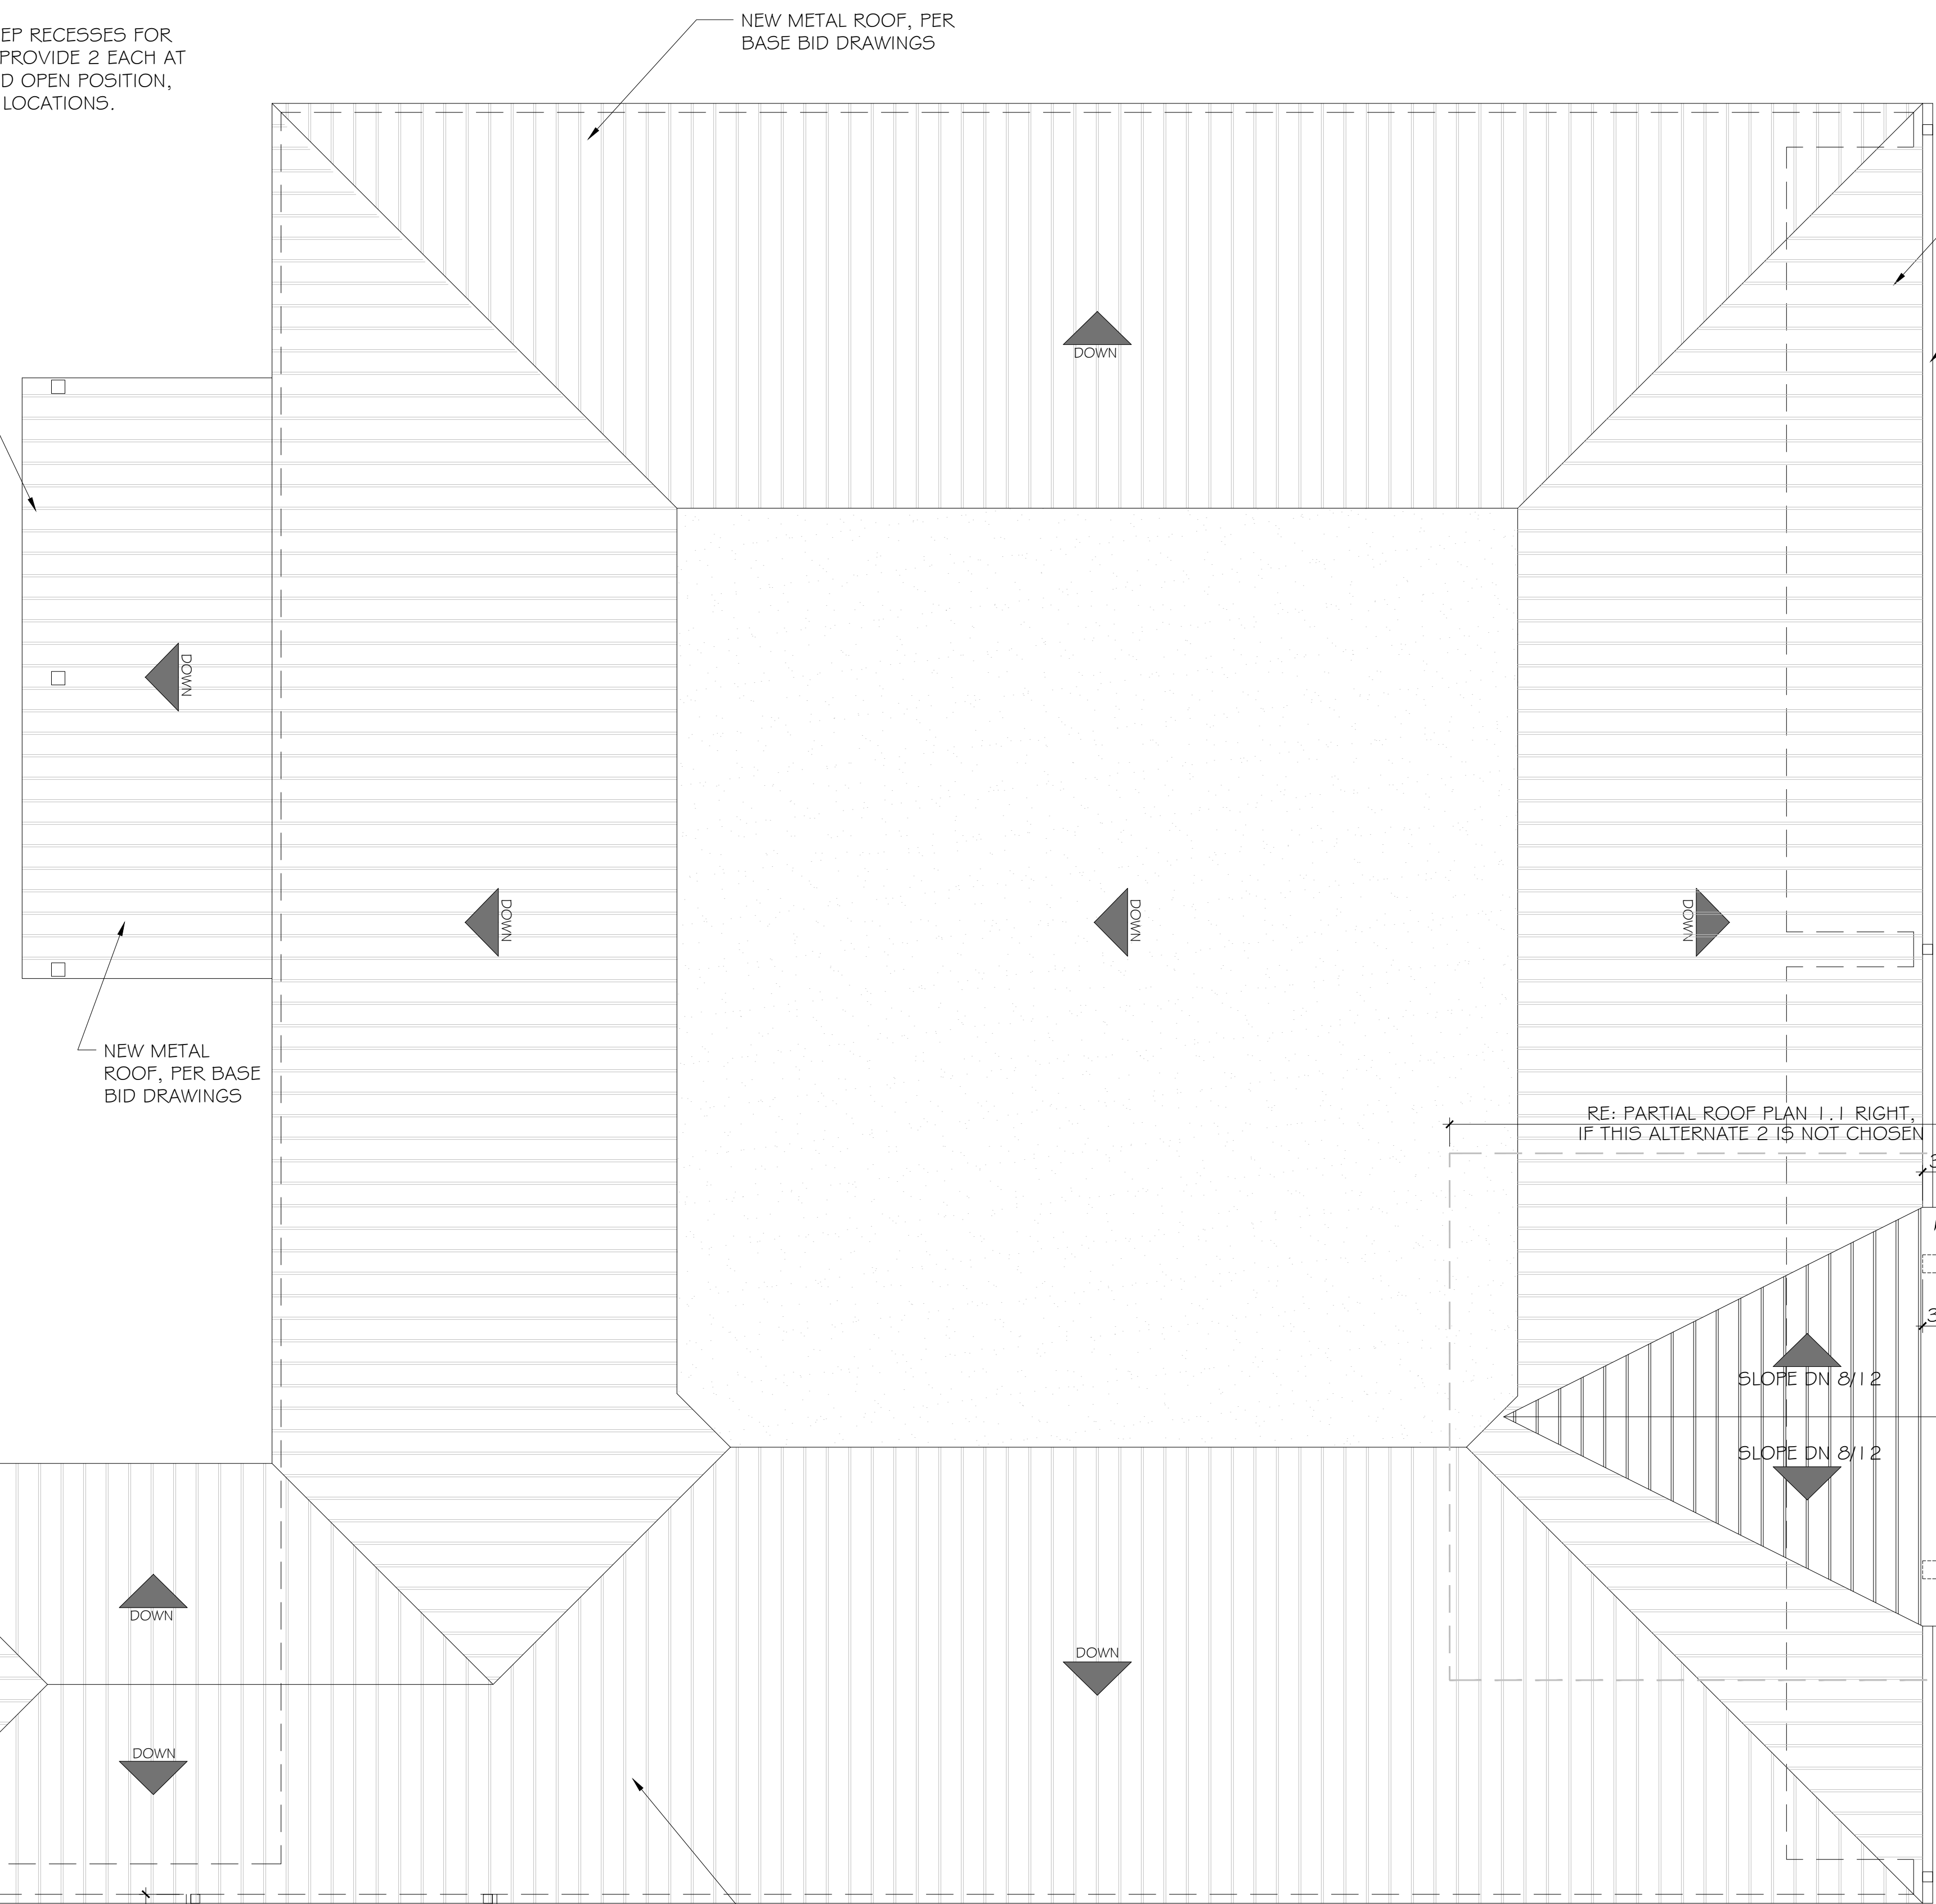 EP RECESSES FOR
PROVIDE 2 EACH AT
D OPEN POSITION,
LOCATIONS.
NEW METAL ROOF, PER
BASE BID DRAWINGS
DOWN
DOWN
DOWN
DOWN
DOWN
NEW METAL
ROOF, PER BASE
BID DRAWINGS
RE: PARTIAL ROOF PLAN 1.1 RIGHT,
IF THIS ALTERNATE 2 IS NOT CHOSEN
3
3
SLOPE DN 8/12
SLOPE DN 8/12
DOWN
DOWN
DOWN